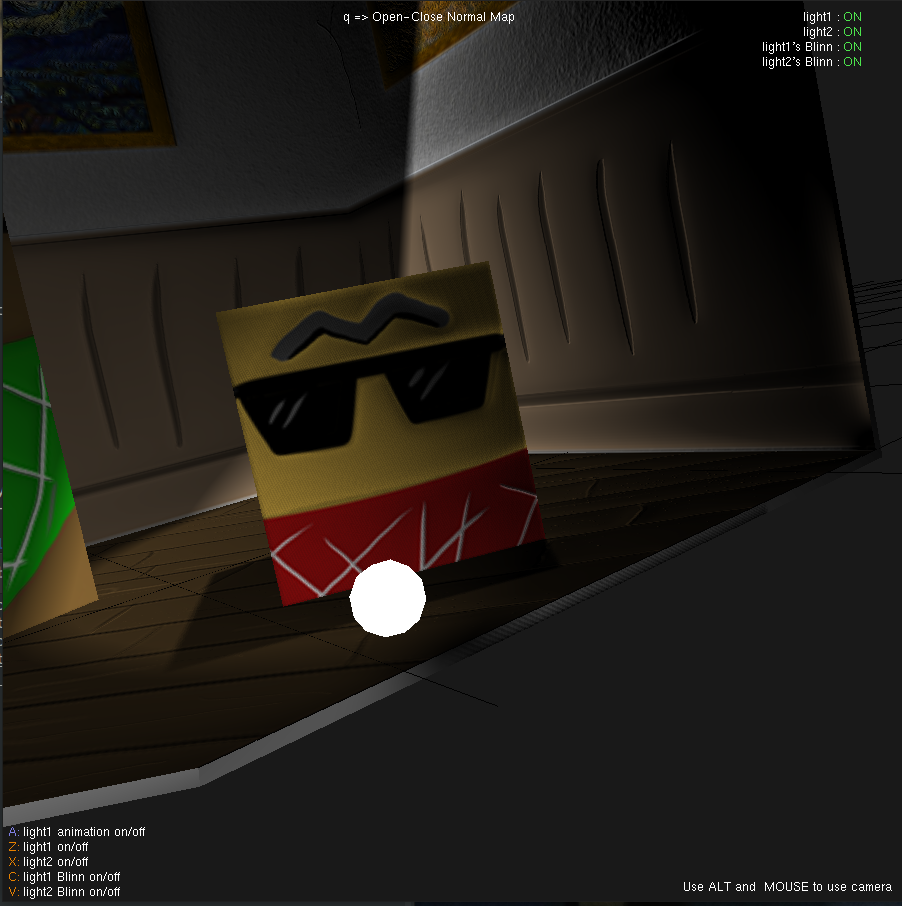 q => Open-Close Normal Map
light1 : ON
light2 : ON
light1's Blinn : ON
light2's Blinn : ON
A: light1 animation on/off
Z: light1 on/off
X: light2 on/off
C: light1 Blinn on/off
V: light2 Blinn on/off
Use ALT and  MOUSE to use camera